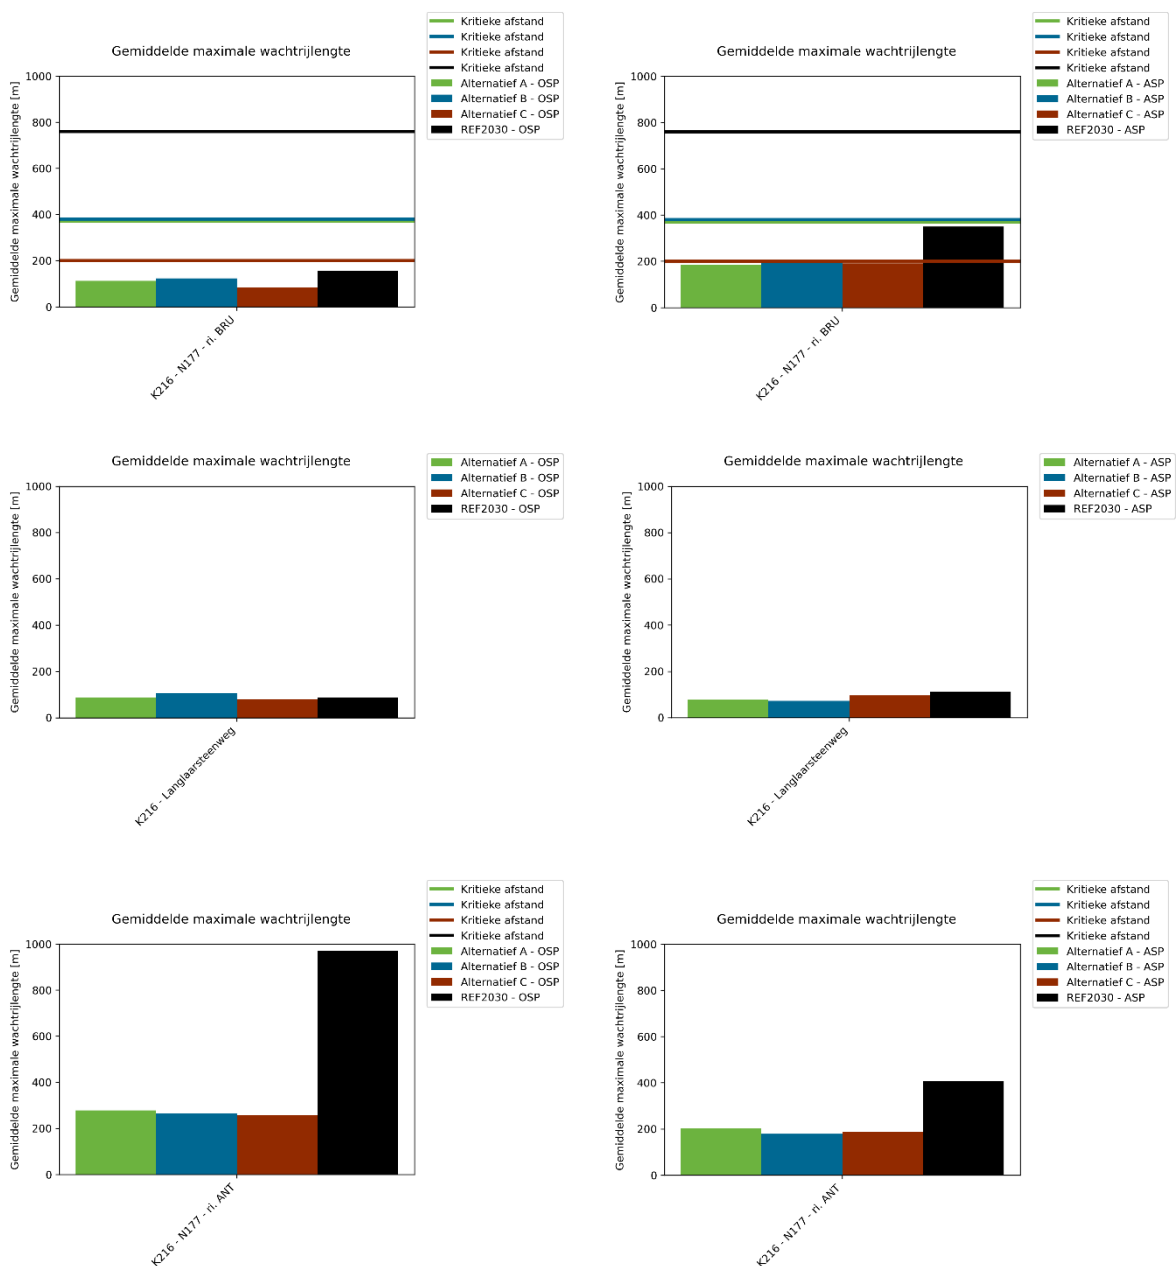 Gemiddelde maximale wachtrijlengte
Kritieke afstand
Kritieke afstand
Kritieke afstand
Kritieke afstand
Alternatief A - OSP
Alternatief B - OSP
Alternatief C - OSP
REF2030 - OSP
Gemiddelde maximale wachtrijlengte [m]
1000
800
600
400
200
0
K216 - N177 - ri. BRU
Gemiddelde maximale wachtrijlengte
Kritieke afstand
Kritieke afstand
Kritieke afstand
Kritieke afstand
Alternatief A - ASP
Alternatief B - ASP
Alternatief C - ASP
REF2030 - ASP
Gemiddelde maximale wachtrijlengte [m]
1000
800
600
400
200
0
K216 - N177 - ri. BRU
Gemiddelde maximale wachtrijlengte
Alternatief A - OSP
Alternatief B - OSP
Alternatief C - OSP
REF2030 - OSP
Gemiddelde maximale wachtrijlengte [m]
1000
800
600
400
200
0
K216 - Langlaarsteenweg
Gemiddelde maximale wachtrijlengte
Alternatief A - ASP
Alternatief B - ASP
Alternatief C - ASP
REF2030 - ASP
Gemiddelde maximale wachtrijlengte [m]
1000
800
600
400
200
0
K216 - Langlaarsteenweg
Gemiddelde maximale wachtrijlengte
Kritieke afstand
Kritieke afstand
Kritieke afstand
Kritieke afstand
Alternatief A - OSP
Alternatief B - OSP
Alternatief C - OSP
REF2030 - OSP
Gemiddelde maximale wachtrijlengte [m]
1000
800
600
400
200
0
K216 - N177 - ri. ANT
Gemiddelde maximale wachtrijlengte
Kritieke afstand
Kritieke afstand
Kritieke afstand
Kritieke afstand
Alternatief A - ASP
Alternatief B - ASP
Alternatief C - ASP
REF2030 - ASP
Gemiddelde maximale wachtrijlengte [m]
1000
800
600
400
200
0
K216 - N177 - ri. ANT